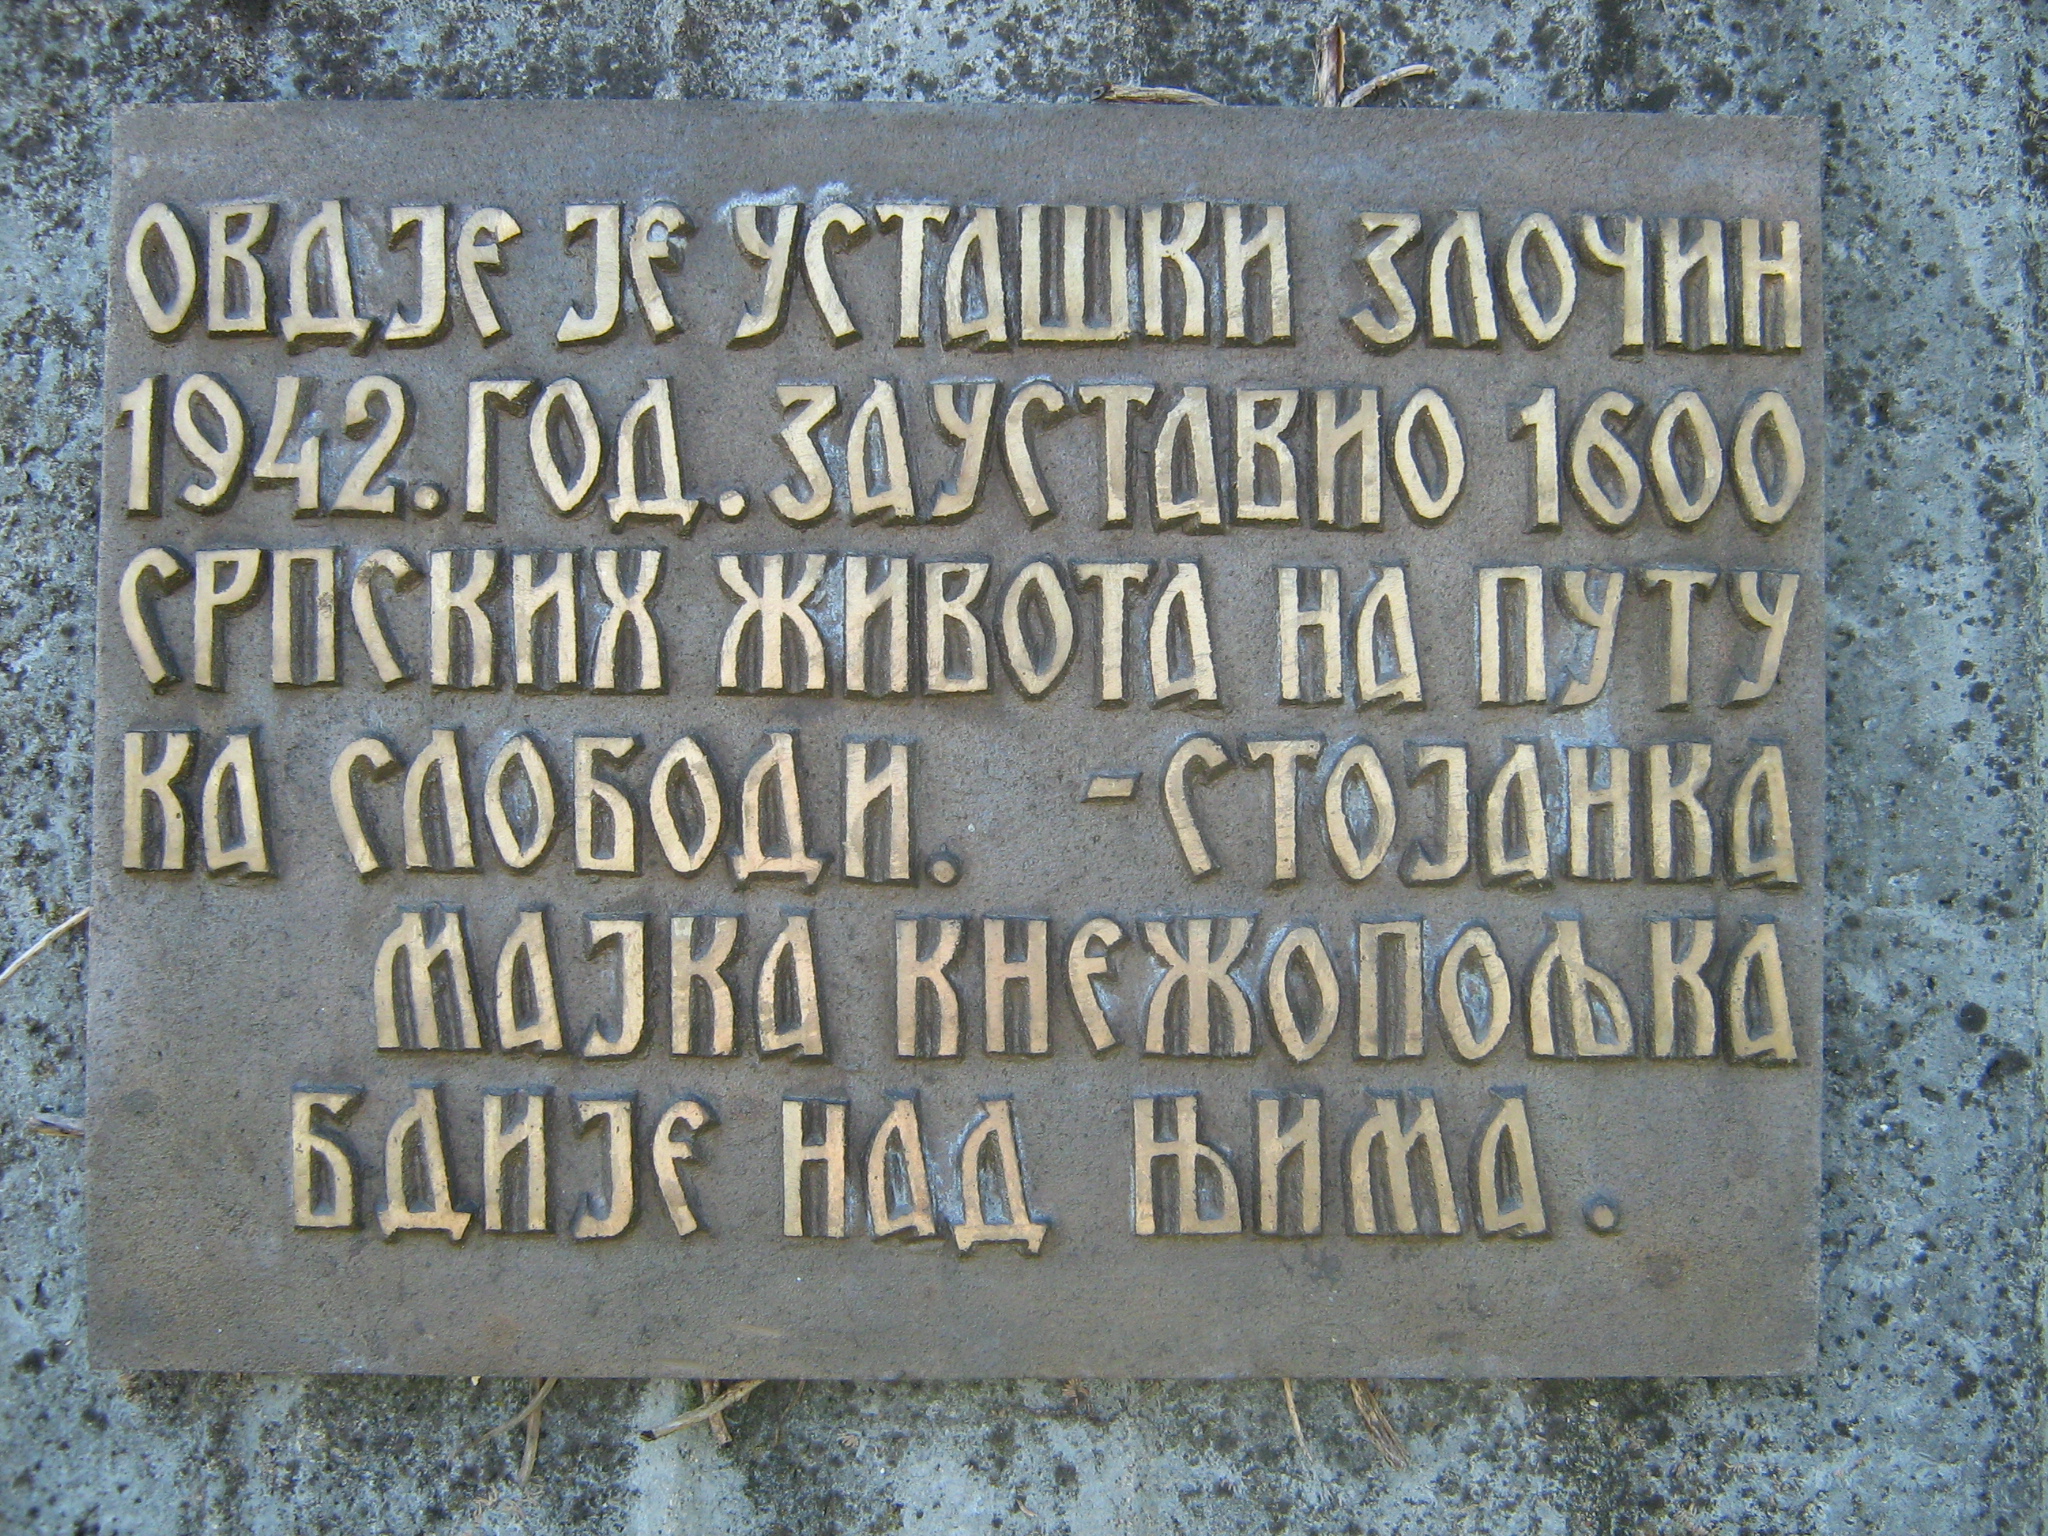 ОВДЈЕ ЈЕ УСТАШКИ ЗЛОЧИН
1942. ГОД. ЗАУСТАВИО 1600
СРПСКИХ ЖИВОТА НА ПУТУ
КА СЛОБОДИ. -СТОЈАНКА
МАЈКА КНЕЖОПОЉКА
БДИЈЕ НАД ЊИМА.